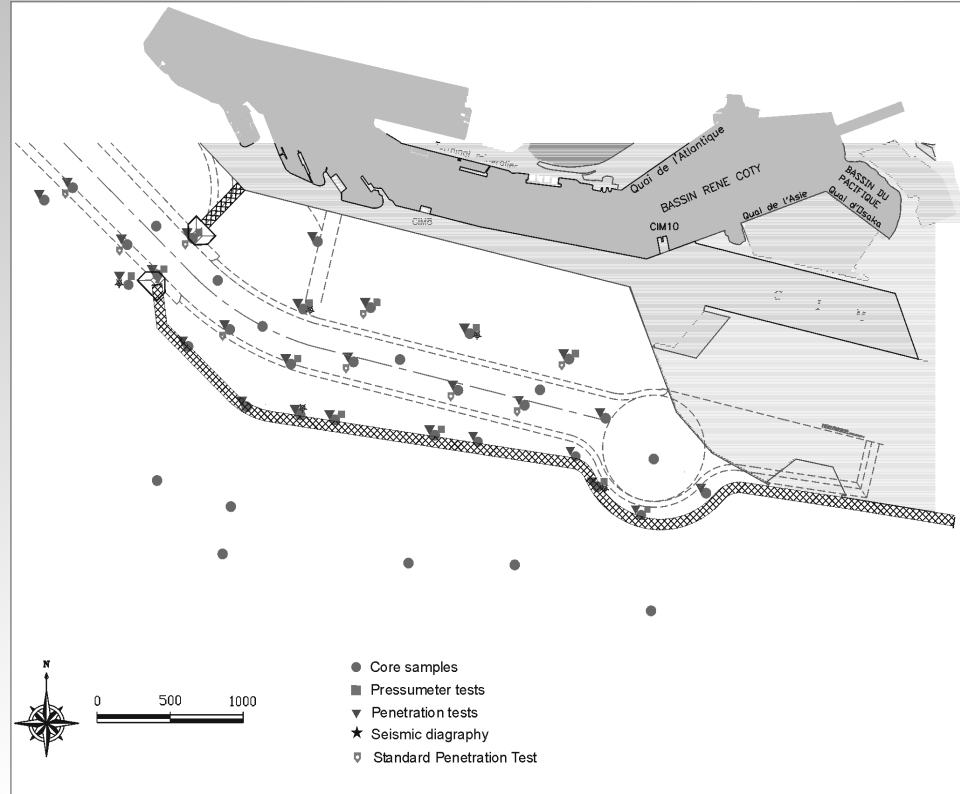 Quai de l'Atlantique
BASSIN RENE COTY
BASSIN DU
PACIFIQUE
Quai d'Osaka
Quai de l'Asie
CIM10
N
0 500 1000
Core samples
Pressumeter tests
Penetration tests
Seismic diagraphy
Standard Penetration Test